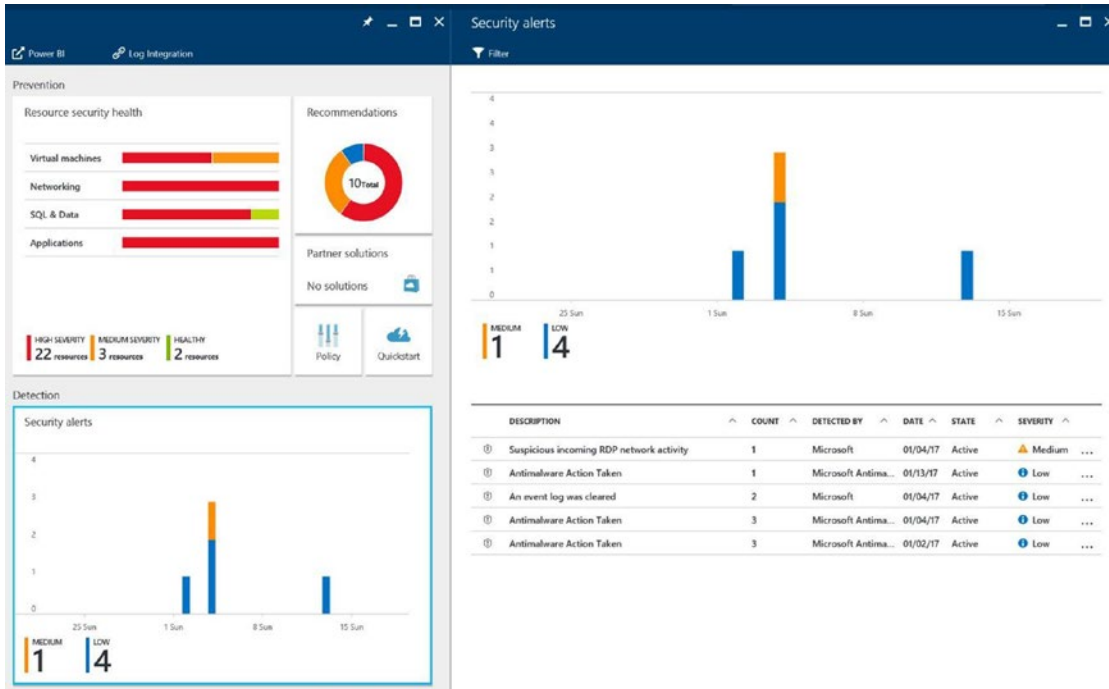 Power BI
Log Integration
Prevention
Resource security health
Virtual machines
Networking
SQL & Data
Applications
HIGH SEVERITY
22 resources
MEDIUM SEVERITY
3 resources
HEALTHY
2 resources
Recommendations
10 Total
Partner solutions
No solutions
Policy
Quickstart
Detection
Security alerts
4
3
2
1
0
25 Sun
1 Sun
8 Sun
15 Sun
MEDIUM
1
LOW
4
Security alerts
Filter
4
4
3
3
2
2
1
1
0
25 Sun
1 Sun
8 Sun
15 Sun
MEDIUM
1
LOW
4
DESCRIPTION COUNT DETECTED BY DATE STATE SEVERITY
Suspicious incoming RDP network activity 1 Microsoft 01/04/17 Active Medium ...
Antimalware Action Taken 1 Microsoft Antima... 01/13/17 Active Low ...
An event log was cleared 2 Microsoft 01/04/17 Active Low ...
Antimalware Action Taken 3 Microsoft Antima... 01/04/17 Active Low ...
Antimalware Action Taken 3 Microsoft Antima... 01/02/17 Active Low ...